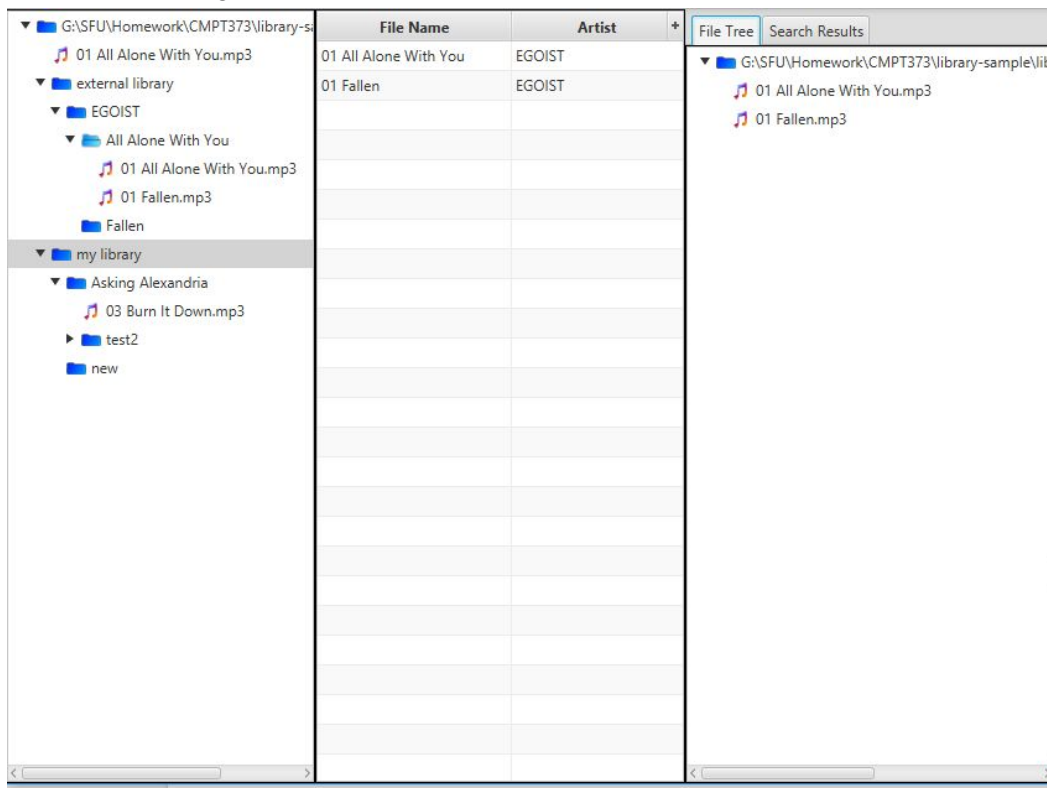 G:\SFU\Homework\CMPT373\library-sa
01 All Alone With You.mp3
external library
EGOIST
All Alone With You
01 All Alone With You.mp3
01 Fallen.mp3
Fallen
my library
Asking Alexandria
03 Burn It Down.mp3
test2
new
File Name Artist +
01 All Alone With You EGOIST
01 Fallen EGOIST
File Tree Search Results
G:\SFU\Homework\CMPT373\library-sample\lib
01 All Alone With You.mp3
01 Fallen.mp3